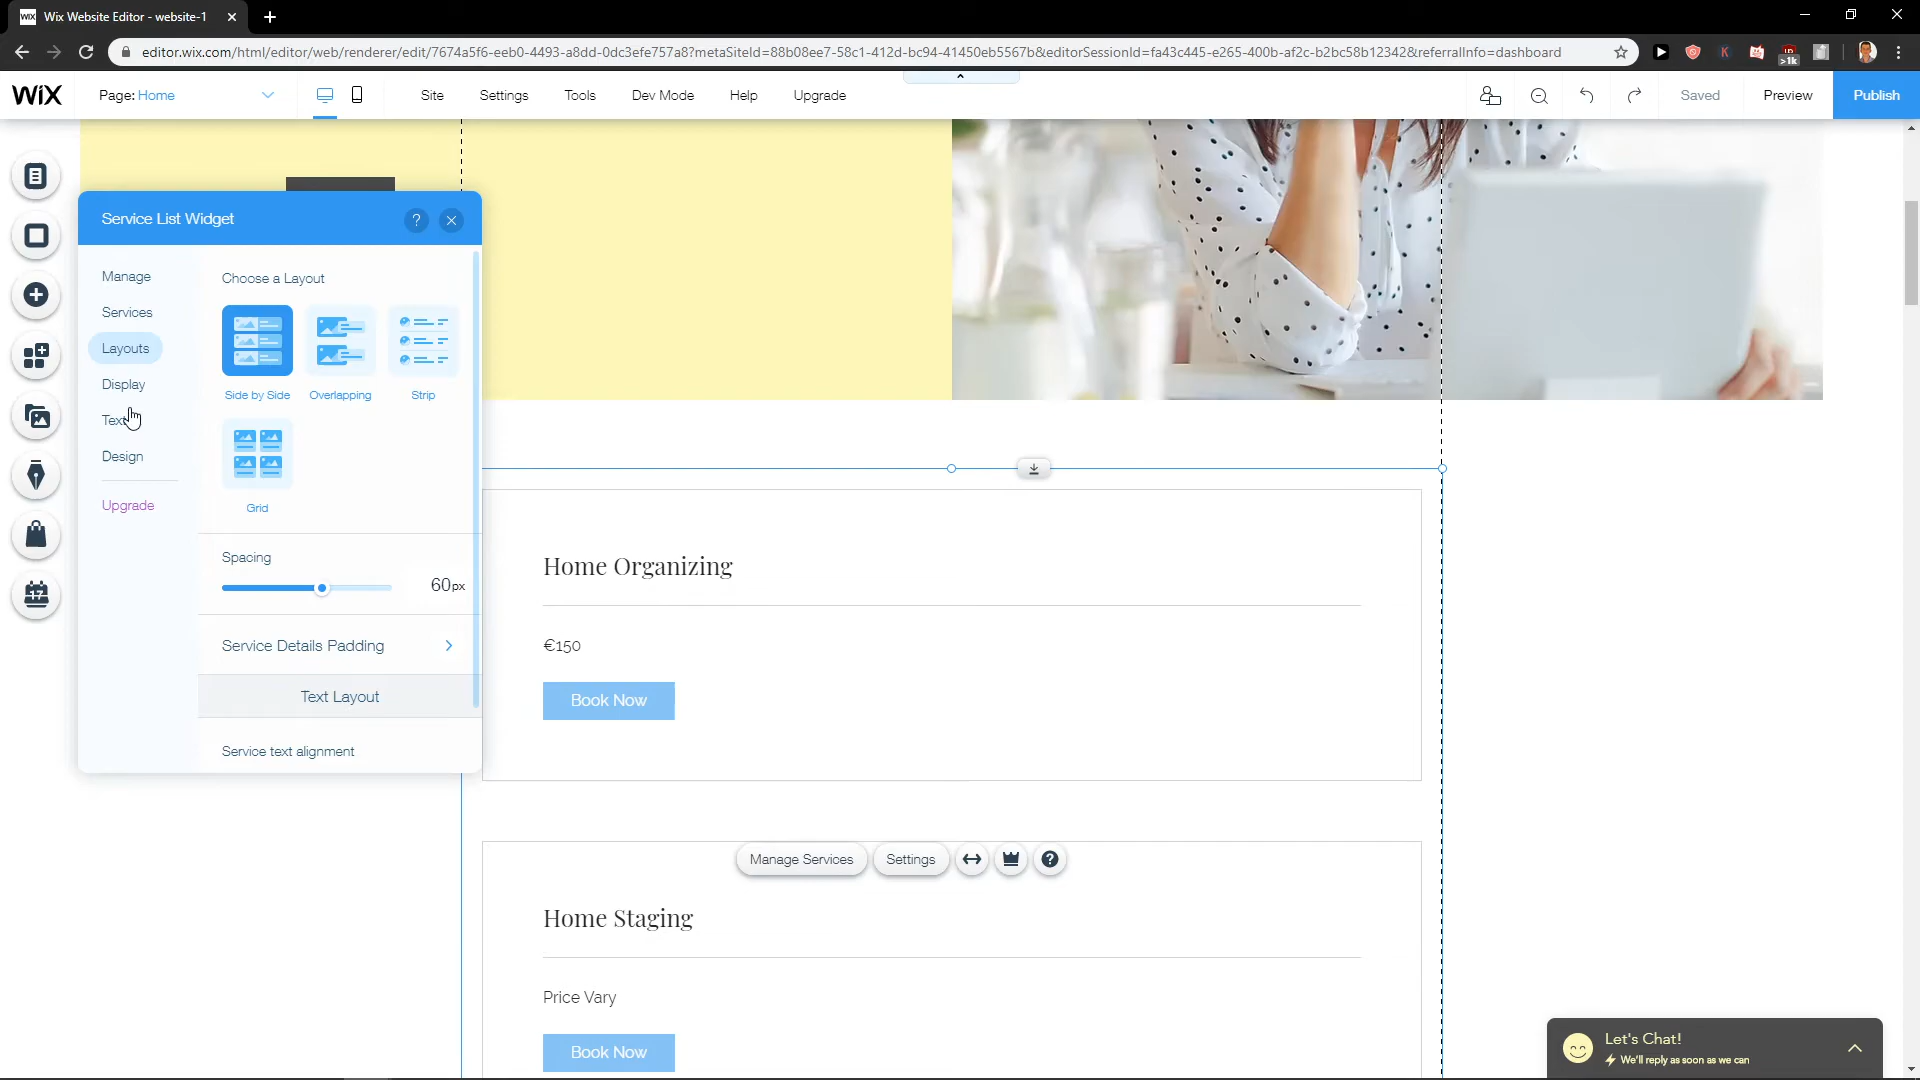 Wix Website Editor - website-1
editor.wix.com/html/editor/web/renderer/edit/7674a5f6-eeb0-4493-a8dd-0dc3efe757a8?metaSiteId=88b08ee7-58c1-412d-bc94-41450eb5567b&editorSessionId=fa43c445-e265-400b-af2c-b2bc58b12342&referralInfo=dashboard
>1k
WiX
Page: Home
Site
Settings
Tools
Dev Mode
Help
Upgrade
Saved
Preview
Publish
Service List Widget
?
Manage
Services
Layouts
Display
Text
Design
Upgrade
Choose a Layout
Side by Side
Overlapping
Strip
Grid
Spacing
60px
Service Details Padding
Text Layout
Service text alignment
17
Home Organizing
€150
Book Now
Manage Services
Settings
?
Home Staging
Price Vary
Book Now
Let's Chat!
We'll reply as soon as we can